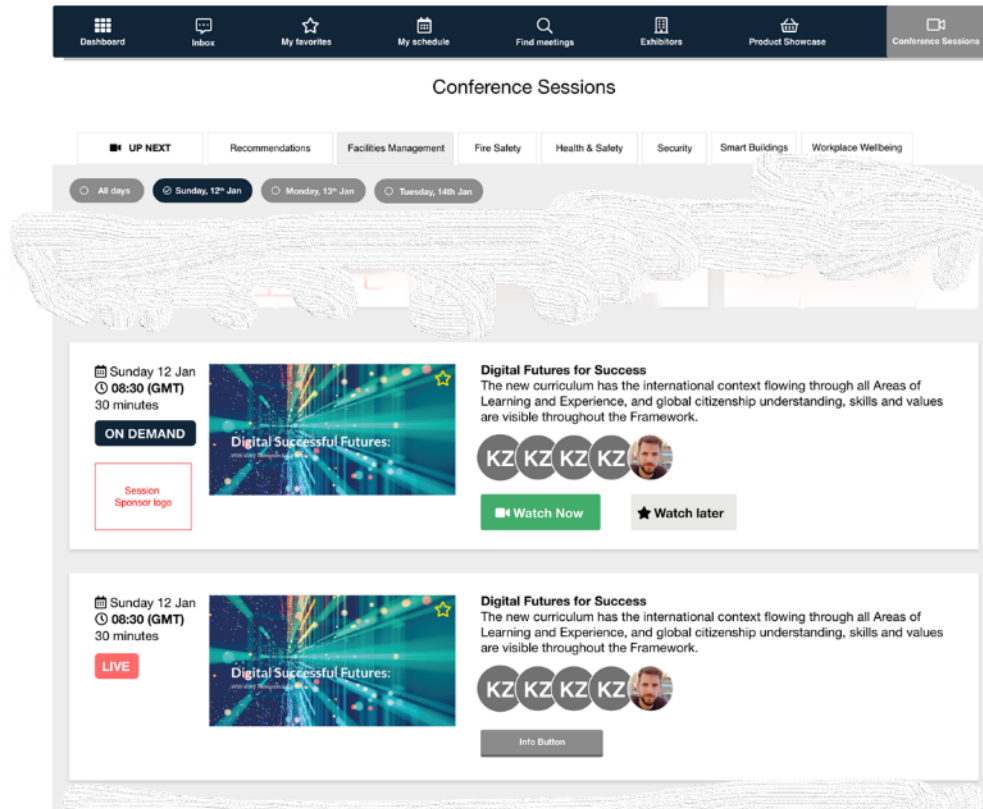 Dashboard
Inbox
My favorites
My schedule
Find meetings
Exhibitors
Product Showcase
Conference Sessions
Conference Sessions
UP NEXT
Recommendations
Facilities Management
Fire Safety
Health & Safety
Security
Smart Buildings
Workplace Wellbeing
All days
Sunday, 12th Jan
Monday, 13th Jan
Tuesday, 14th Jan
Sunday 12 Jan
08:30 (GMT)
30 minutes
ON DEMAND
Session
Sponsor logo
Digital Successful Futures:
Digital Futures for Success
The new curriculum has the international context flowing through all Areas of
Learning and Experience, and global citizenship understanding, skills and values
are visible throughout the Framework.
KZ KZ KZ KZ
Watch Now
Watch later
Sunday 12 Jan
08:30 (GMT)
30 minutes
LIVE
Digital Successful Futures:
Digital Futures for Success
The new curriculum has the international context flowing through all Areas of
Learning and Experience, and global citizenship understanding, skills and values
are visible throughout the Framework.
KZ KZ KZ KZ
Info Button